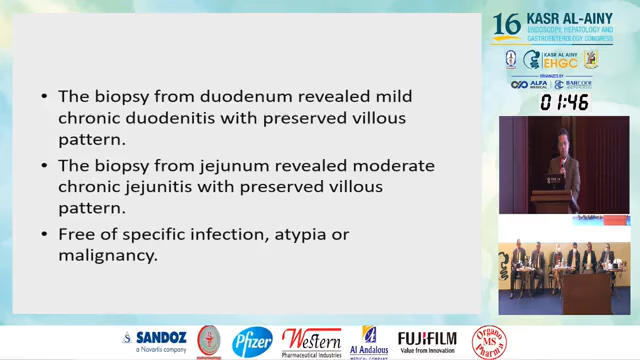 • The biopsy from duodenum revealed mild
chronic duodenitis with preserved villous
pattern.
• The biopsy from jejunum revealed moderate
chronic jejunitis with preserved villous
pattern.
• Free of specific infection, atypia or
malignancy.
16 KASR AL-AINY
ENDOSCOPY, HEPATOLOGY AND
GASTROENTEROLOGY CONGRESS
KASR AL-AINY
EHGC
ORGANIZED BY
ALFA
MEDICAL
BARCODE
01:46
SANDOZ
a Novartis company
Pfizer
Western
Pharmaceutical Industries
Al Andalous
MEDICAL COMPANY
FUJIFILM
Value from Innovation
Organo
MS
Pharma